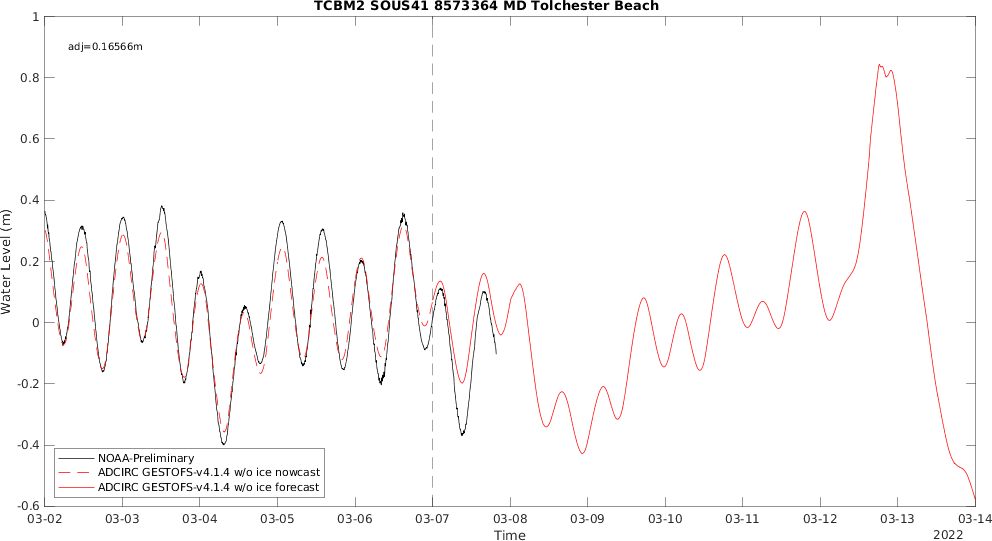 TCBM2 SOUS41 8573364 MD Tolchester Beach
adj=0.16566m
Water Level (m)
1
0.8
0.6
0.4
0.2
0
-0.2
-0.4
-0.6
NOAA-Preliminary
ADCIRC GESTOFS-v4.1.4 w/o ice nowcast
ADCIRC GESTOFS-v4.1.4 w/o ice forecast
03-02 03-03 03-04 03-05 03-06 03-07 03-08 03-09 03-10 03-11 03-12 03-13 03-14
Time
2022